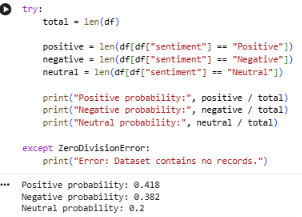 try:
    total = len(df)

    positive = len(df[df["sentiment"] == "Positive"])
    negative = len(df[df["sentiment"] == "Negative"])
    neutral = len(df[df["sentiment"] == "Neutral"])

    print("Positive probability:", positive / total)
    print("Negative probability:", negative / total)
    print("Neutral probability:", neutral / total)

except ZeroDivisionError:
    print("Error: Dataset contains no records.")

Positive probability: 0.418
Negative probability: 0.382
Neutral probability: 0.2